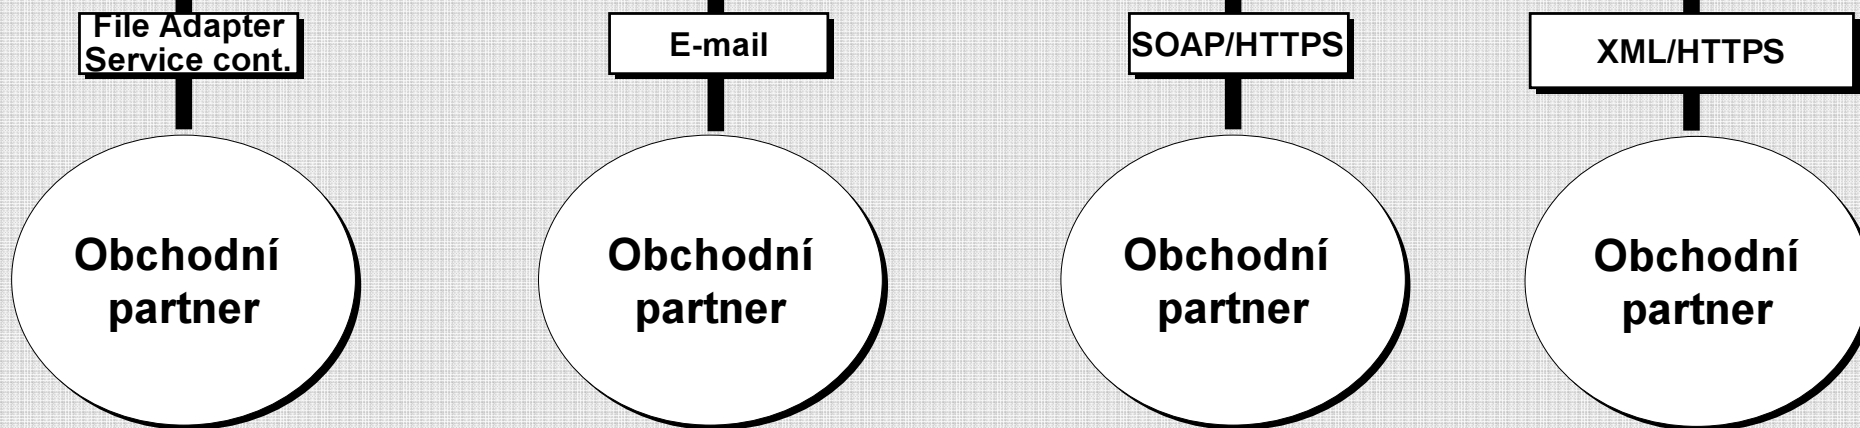 File Adapter
Service cont.
E-mail
SOAP/HTTPS
XML/HTTPS
Obchodní
partner
Obchodní
partner
Obchodní
partner
Obchodní
partner